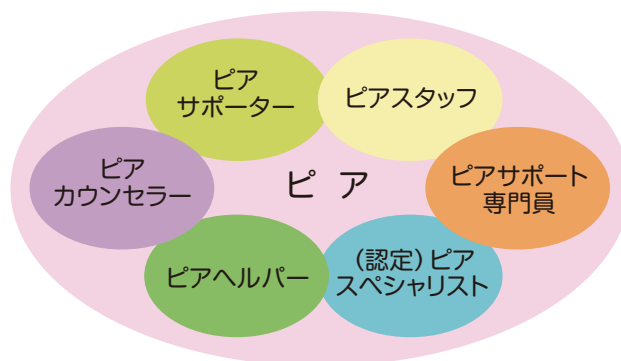 ピア
サポーター
ピアスタッフ
ピア
カウンセラー
ピア
ピアサポート
専門員
ピアヘルパー
(認定)ピア
スペシャリスト